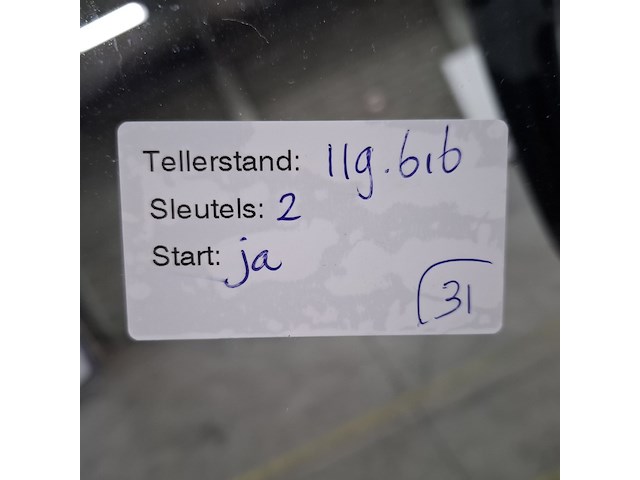 Tellerstand: 119.616
Sleutels: 2
Start: ja
31